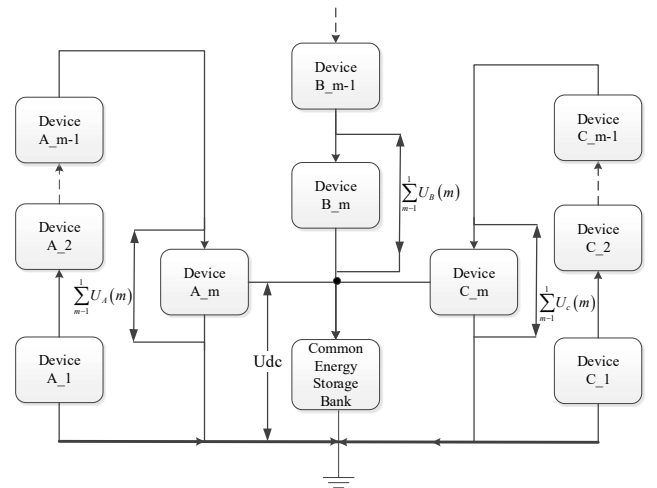 Device
B_m-1
Device
A_m-1
Device
C_m-1
Device
B_m
∑ U_B(m)
1
m-1
Device
A_2
Device
C_2
Device
A_m
Device
C_m
∑ U_A(m)
1
m-1
∑ U_c(m)
1
m-1
Udc
Common
Energy
Storage
Bank
Device
A_1
Device
C_1